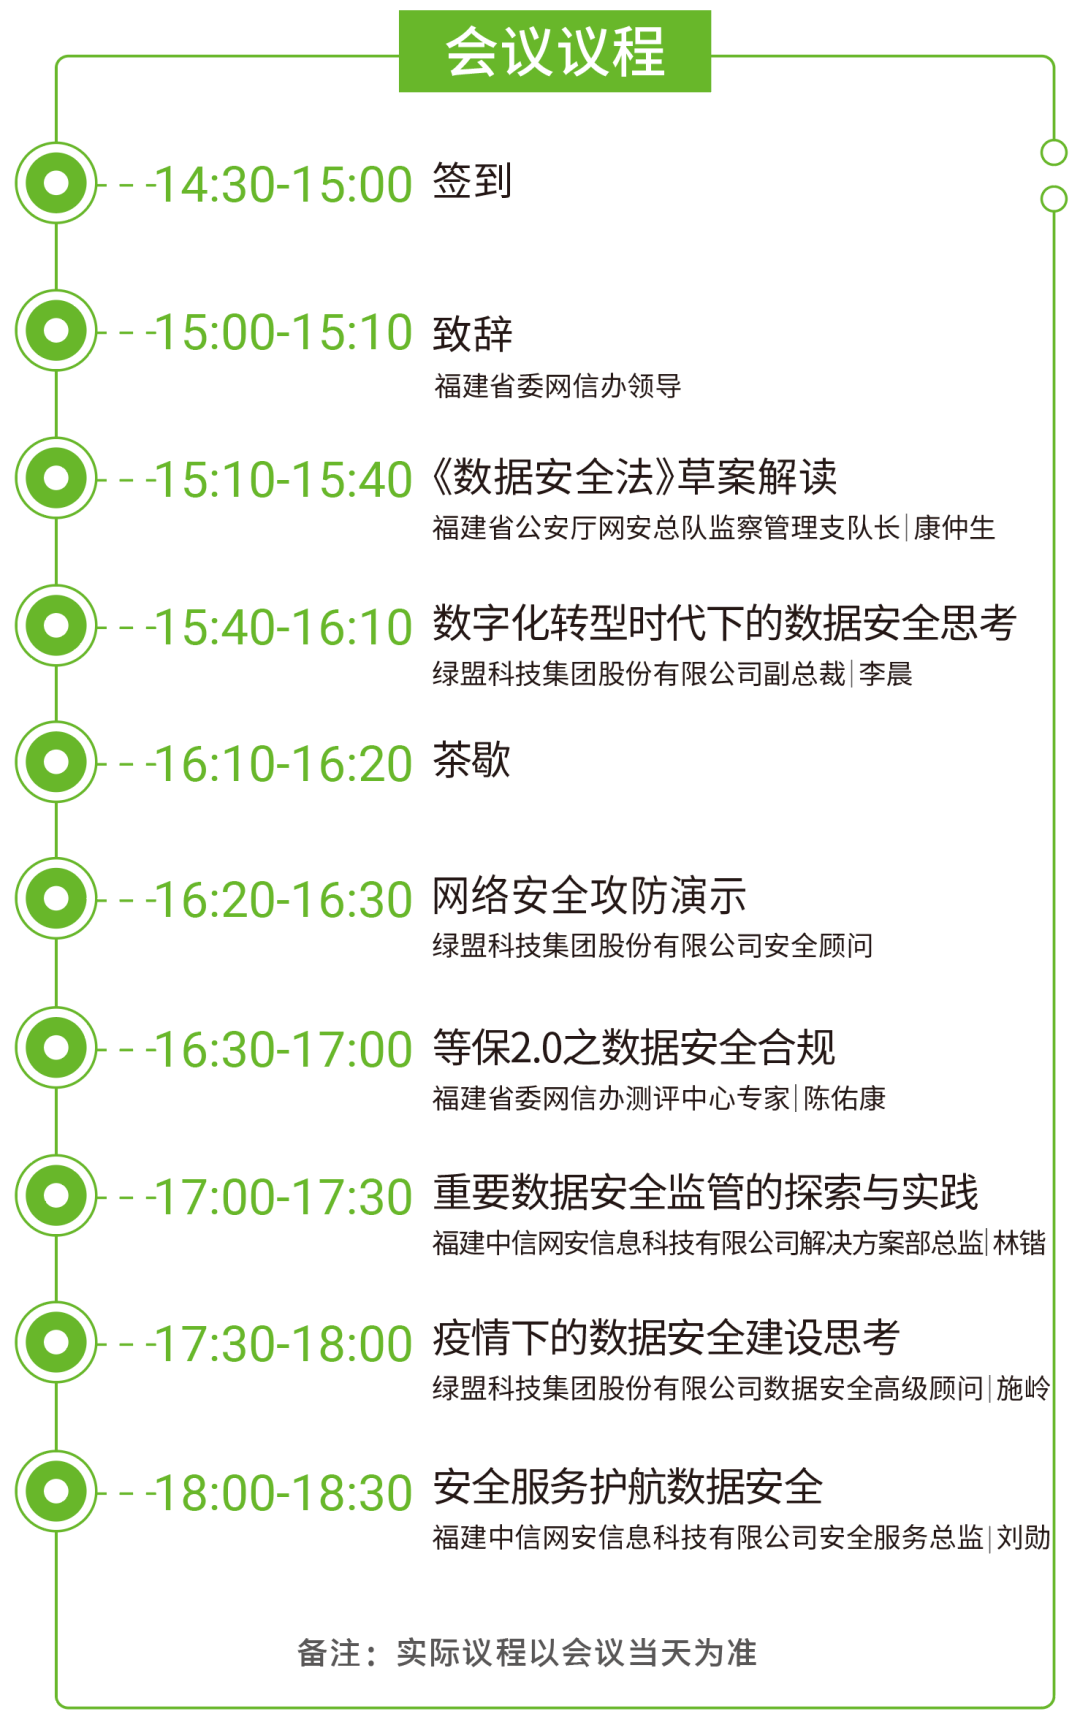 会议议程
14:30-15:00 签到
15:00-15:10 致辞
福建省委网信办领导
15:10-15:40 《数据安全法》草案解读
福建省公安厅网安总队监察管理支队长|康仲生
15:40-16:10 数字化转型时代下的数据安全思考
绿盟科技集团股份有限公司副总裁|李晨
16:10-16:20 茶歇
16:20-16:30 网络安全攻防演示
绿盟科技集团股份有限公司安全顾问
16:30-17:00 等保2.0之数据安全合规
福建省委网信办测评中心专家|陈佑康
17:00-17:30 重要数据安全监管的探索与实践
福建中信网安信息科技有限公司解决方案部总监|林锴
17:30-18:00 疫情下的数据安全建设思考
绿盟科技集团股份有限公司数据安全高级顾问|施岭
18:00-18:30 安全服务护航数据安全
福建中信网安信息科技有限公司安全服务总监|刘勋
备注：实际议程以会议当天为准